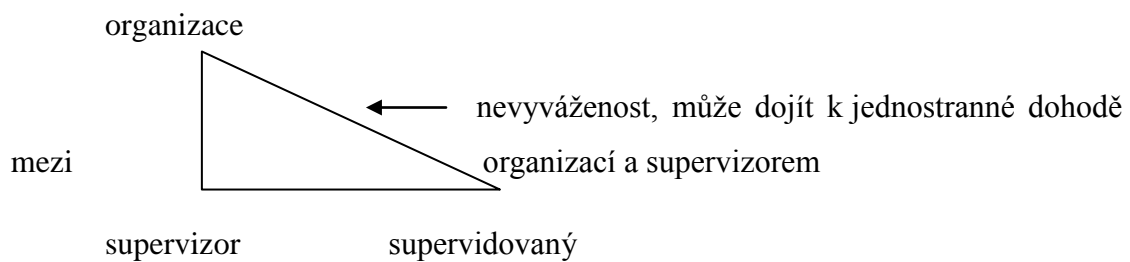 organizace
nevyváženost, může dojít k jednostranné dohodě
mezi organizací a supervizorem
supervizor supervidovaný